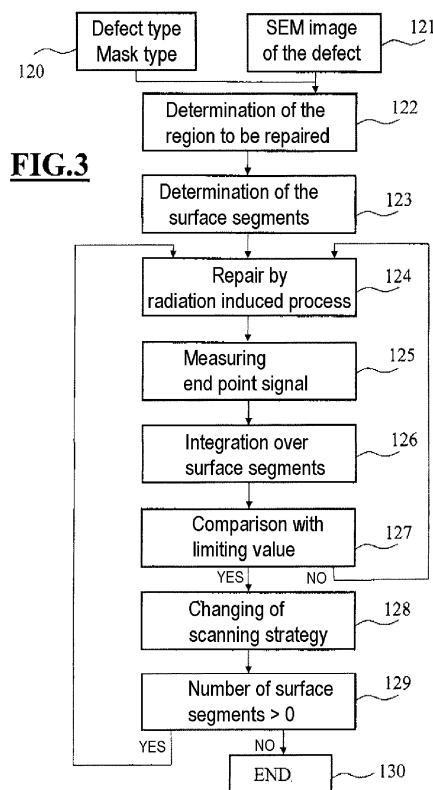 Defect type
Mask type
120
SEM image
of the defect
121
Determination of the
region to be repaired
122
FIG.3
Determination of the
surface segments
123
Repair by
radiation induced process
124
Measuring
end point signal
125
Integration over
surface segments
126
Comparison with
limiting value
127
YES
NO
Changing of
scanning strategy
128
Number of surface
segments > 0
129
YES
NO
END
130